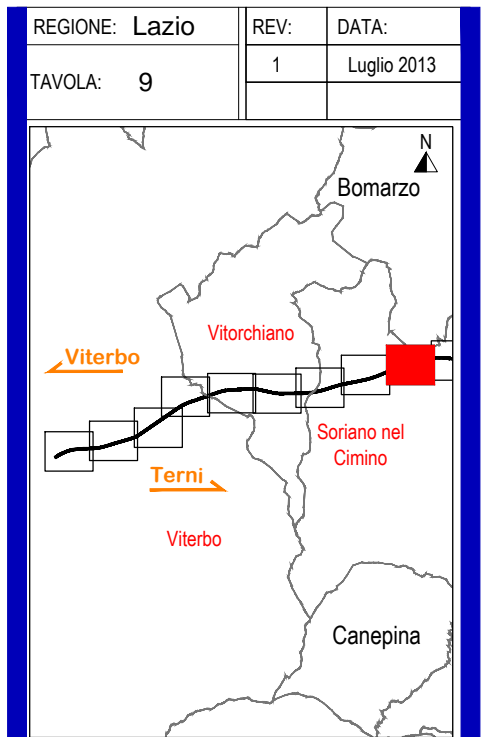 REGIONE: Lazio
REV:
DATA:
TAVOLA: 9
1
Luglio 2013
N
Bomarzo
Vitorchiano
Viterbo
Soriano nel
Cimino
Terni
Viterbo
Canepina